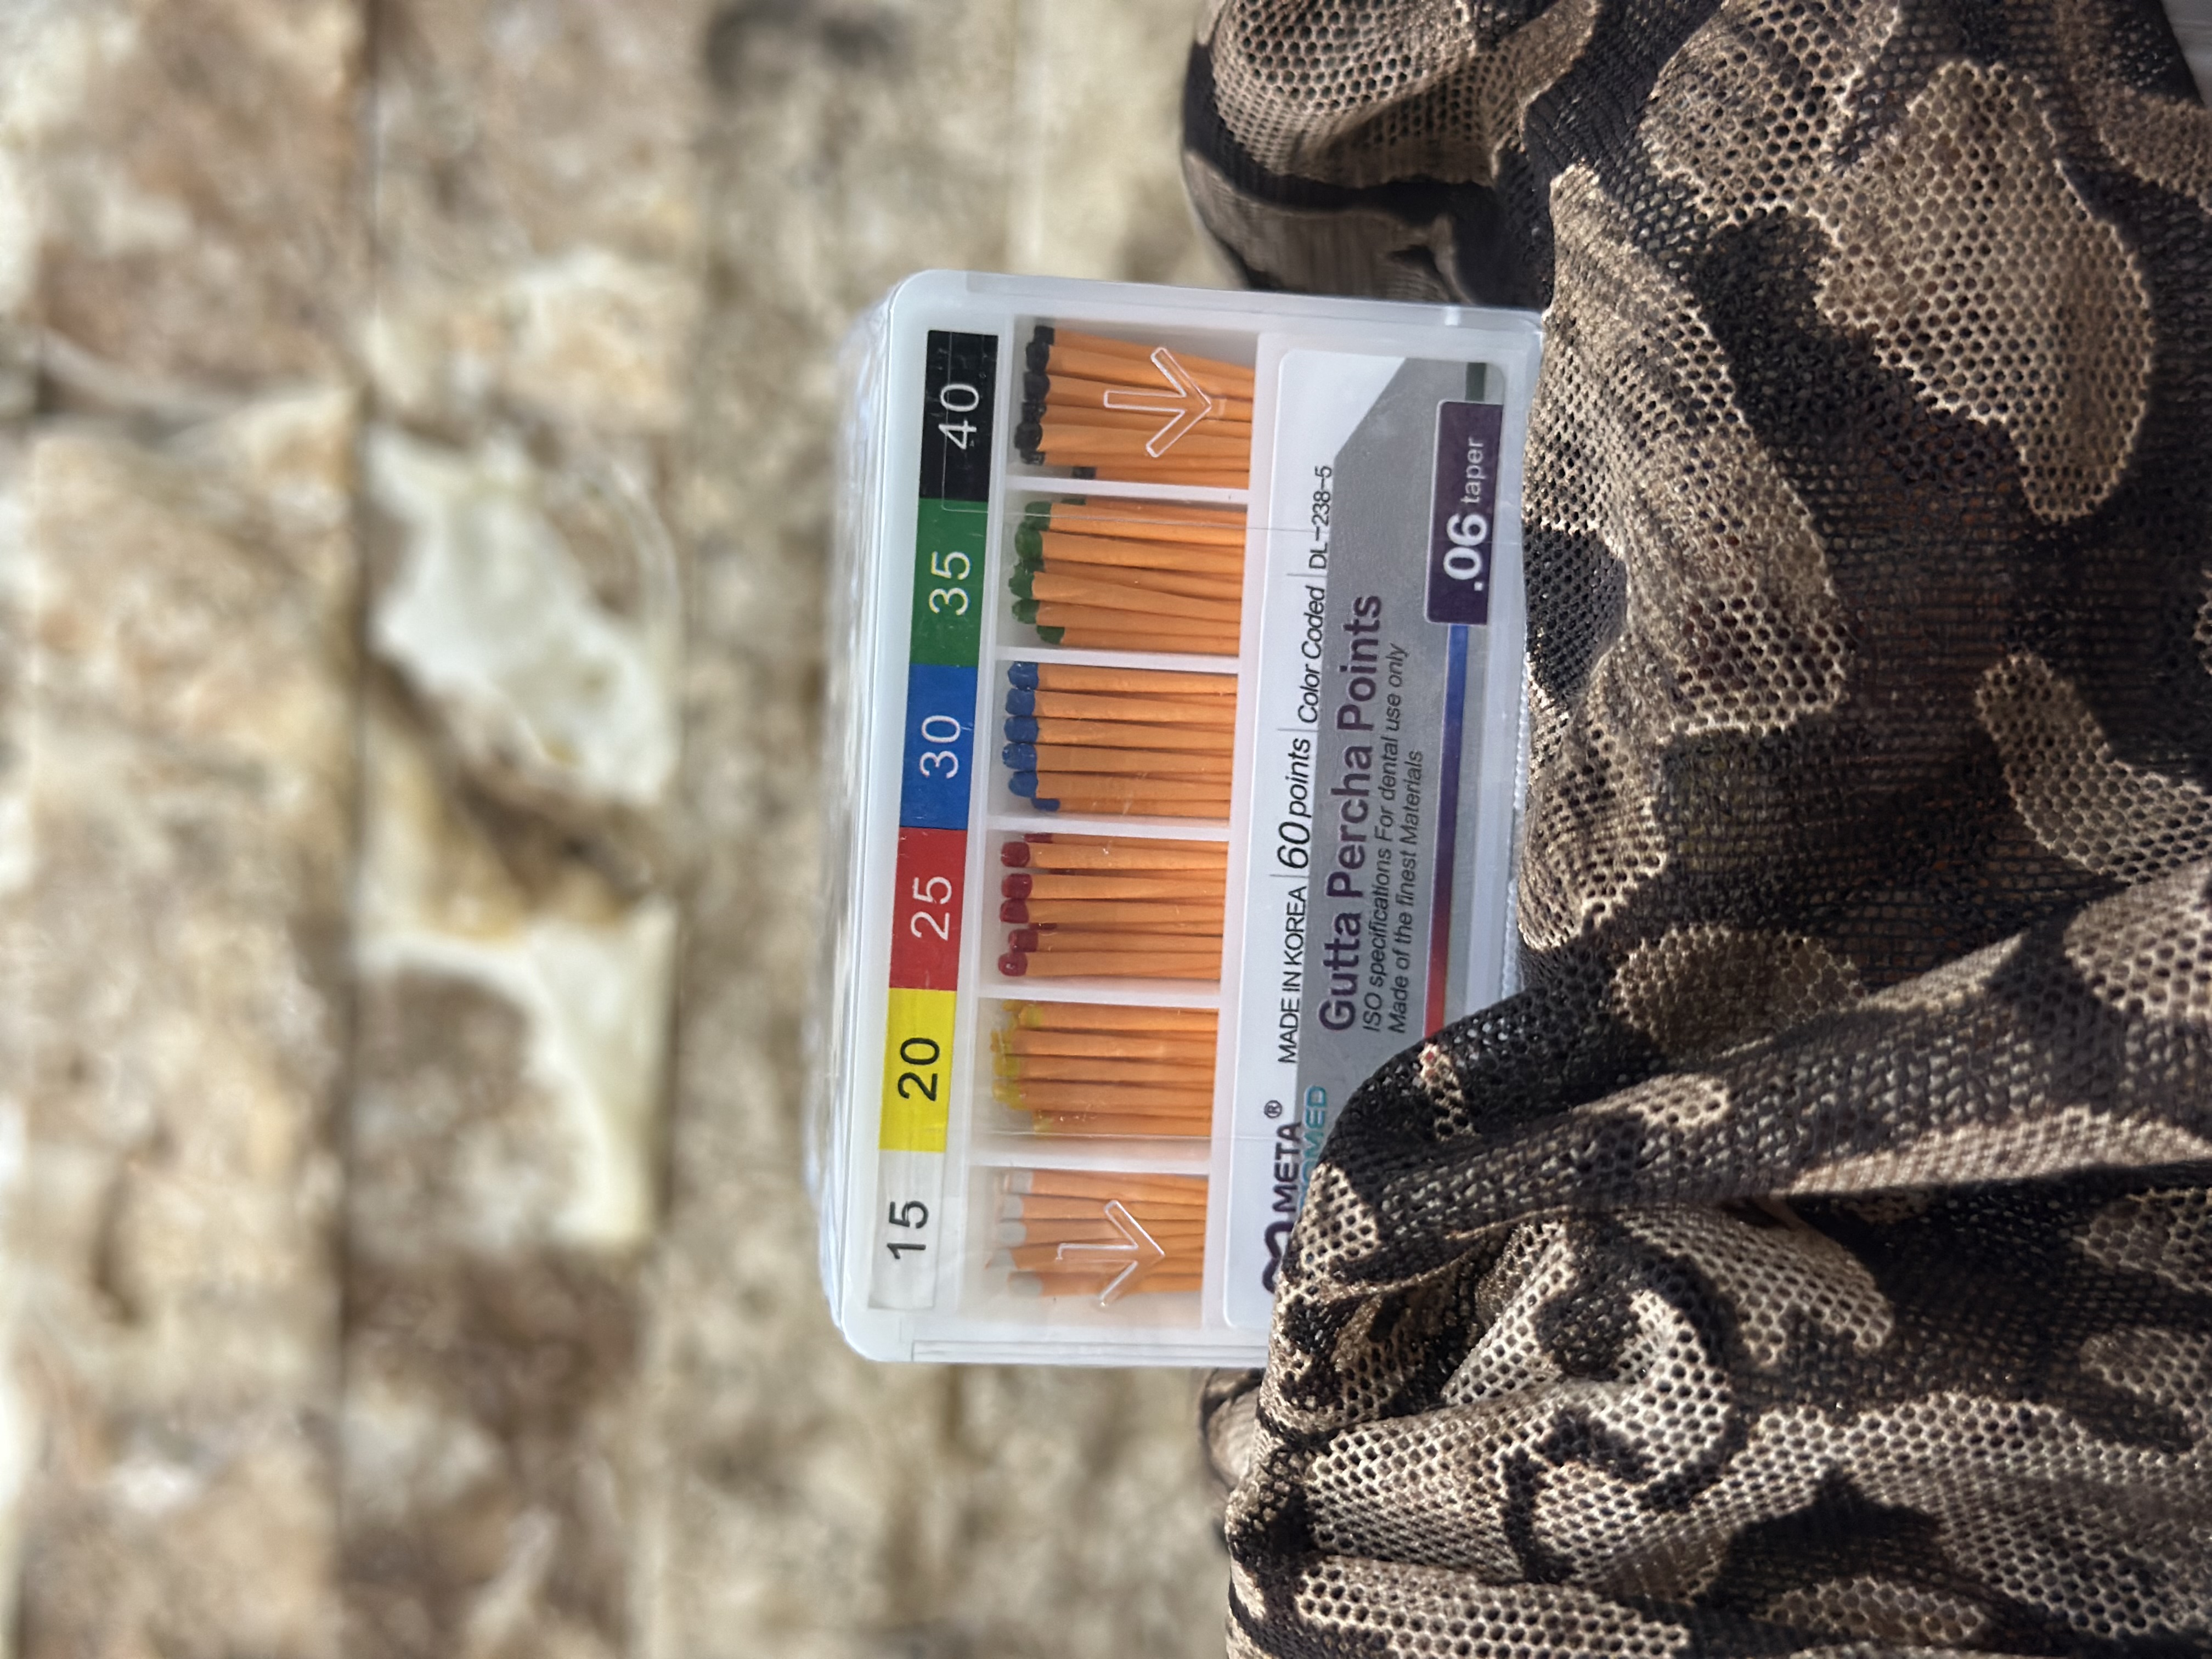 15 20 25 30 35 40
META®
MADE IN KOREA 60 points Color Coded DL-238-5
Gutta Percha Points
ISO specifications For dental use only
Made of the finest Materials
.06 taper